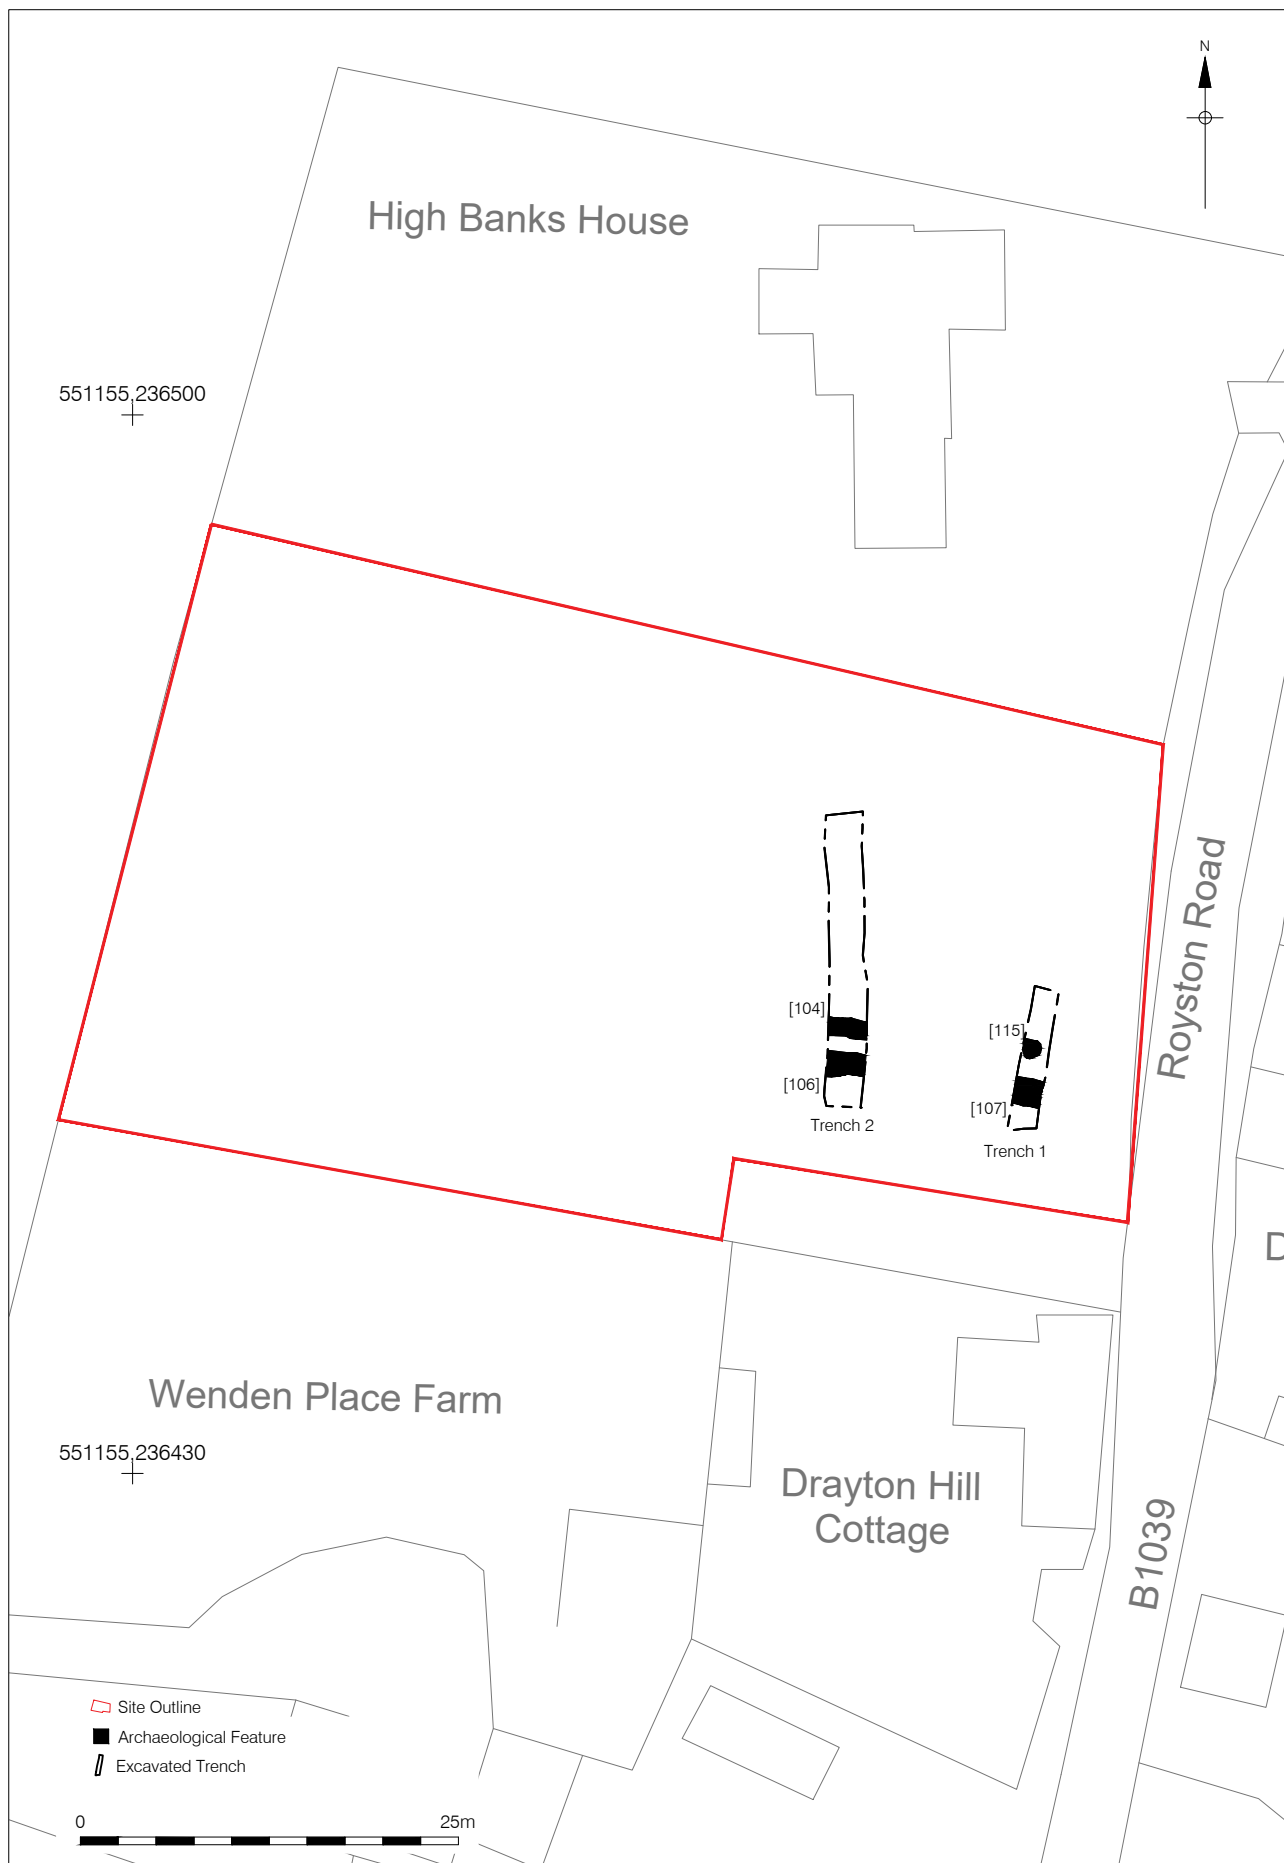 N
High Banks House
551155,236500
Royston Road
[104]
[115]
[106]
[107]
Trench 2
Trench 1
D
Wenden Place Farm
551155,236430
Drayton Hill
Cottage
B1039
Site Outline
Archaeological Feature
Excavated Trench
0 25m